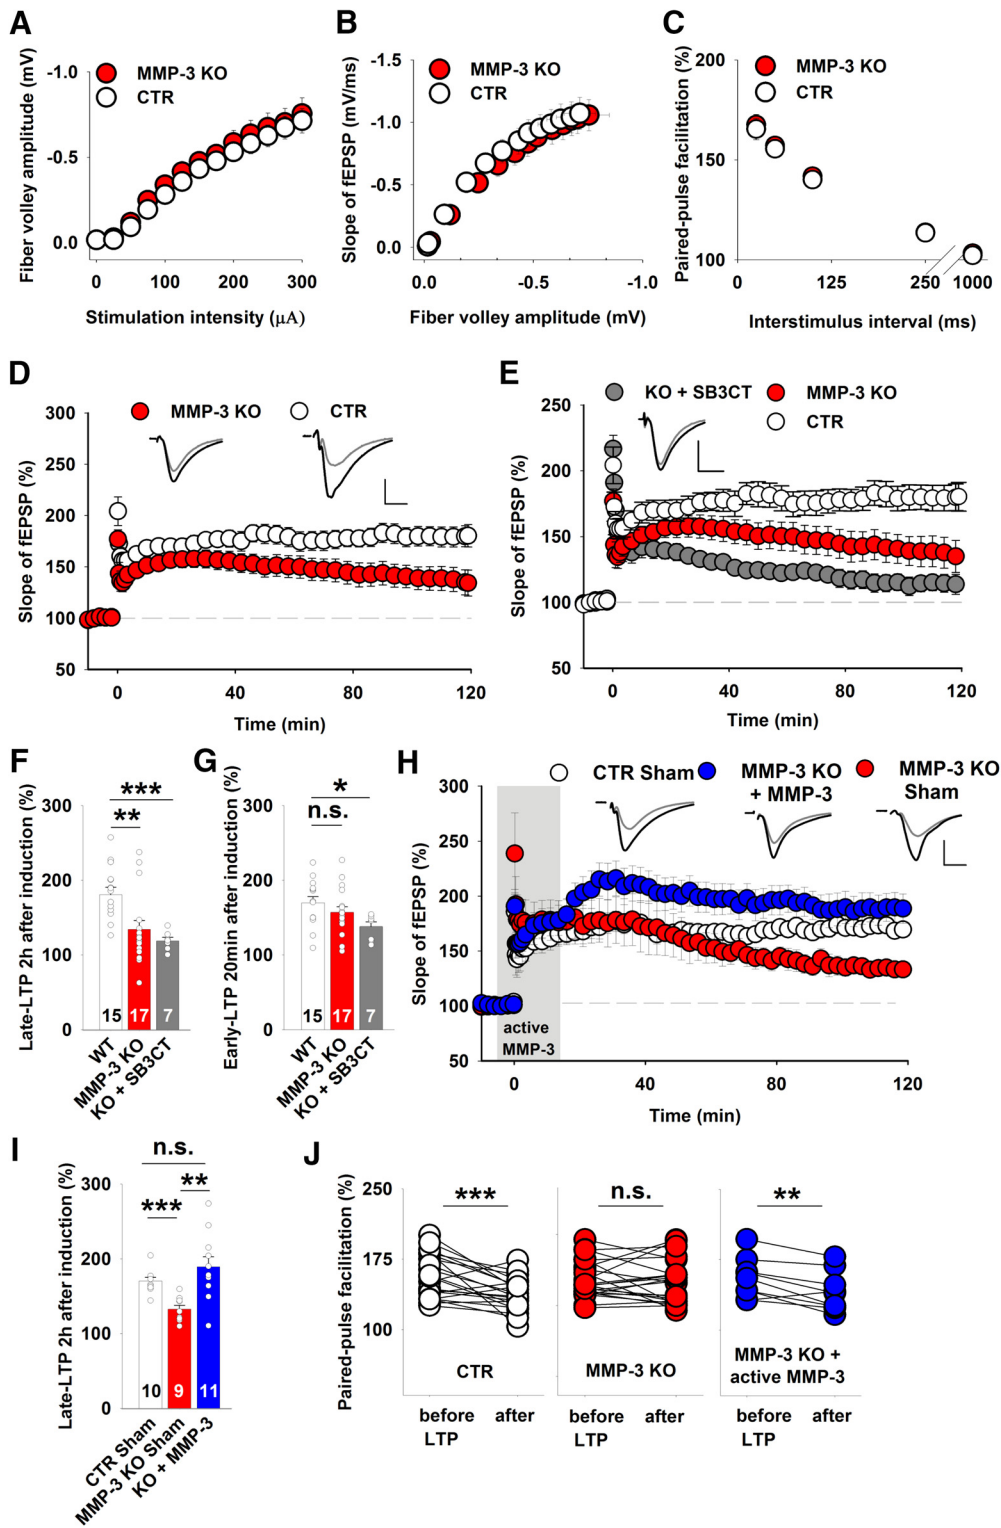 A
Fiber volley amplitude (mV)
-1.0
-0.5
0.0
MMP-3 KO
CTR
0 100 200 300
Stimulation intensity (µA)
B
Slope of fEPSP (mV/ms)
-1.5
-1.0
-0.5
0.0
MMP-3 KO
CTR
0.0 -0.5 -1.0
Fiber volley amplitude (mV)
C
Paired-pulse facilitation (%)
200
150
100
MMP-3 KO
CTR
0 125 250 1000
Interstimulus interval (ms)
D
Slope of fEPSP (%)
300
250
200
150
100
50
MMP-3 KO CTR
0 40 80 120
Time (min)
E
Slope of fEPSP (%)
250
200
150
100
50
KO + SB3CT MMP-3 KO
CTR
0 40 80 120
Time (min)
F
Late-LTP 2h after induction (%)
300
200
100
0
***
**
15 17 7
WT
MMP-3 KO
KO + SB3CT
G
Early-LTP 20min after induction (%)
300
200
100
0
*
n.s.
15 17 7
WT
MMP-3 KO
KO + SB3CT
H
Slope of fEPSP (%)
300
250
200
150
100
50
CTR Sham
MMP-3 KO
+ MMP-3
MMP-3 KO
Sham
active
MMP-3
0 40 80 120
Time (min)
I
Late-LTP 2h after induction (%)
300
200
100
0
n.s.
**
***
10 9 11
CTR Sham
MMP-3 KO Sham
KO + MMP-3
J
Paired-pulse facilitation (%)
250
175
100
***
CTR
before after
LTP
n.s.
MMP-3 KO
before after
LTP
**
MMP-3 KO +
active MMP-3
before after
LTP